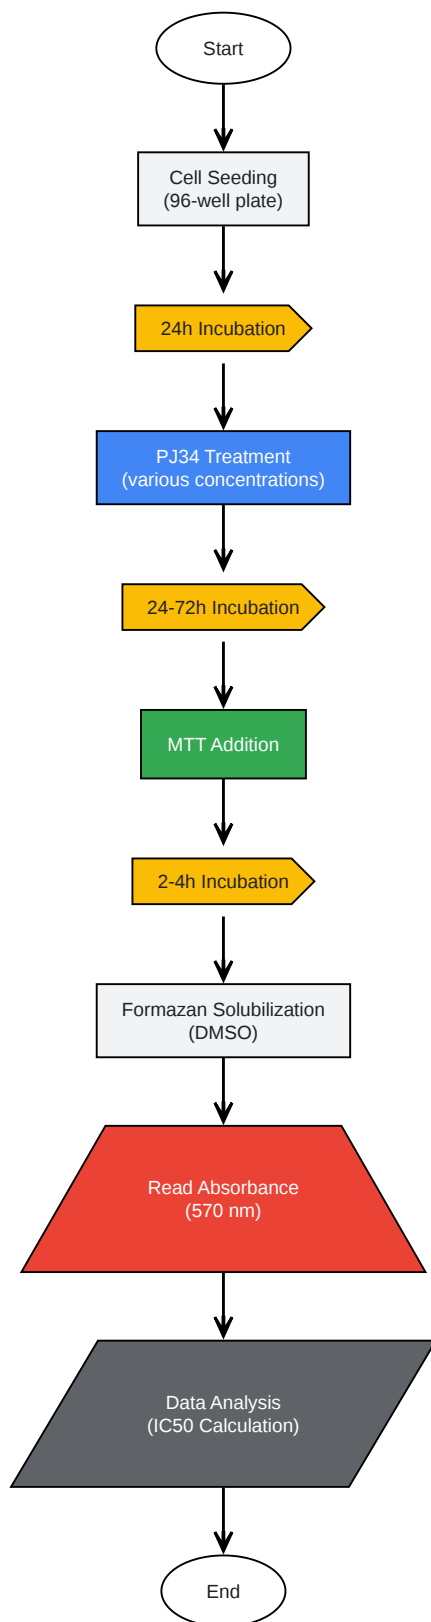 Start
Cell Seeding
(96-well plate)
24h Incubation
PJ34 Treatment
(various concentrations)
24-72h Incubation
MTT Addition
2-4h Incubation
Formazan Solubilization
(DMSO)
Read Absorbance
(570 nm)
Data Analysis
(IC50 Calculation)
End